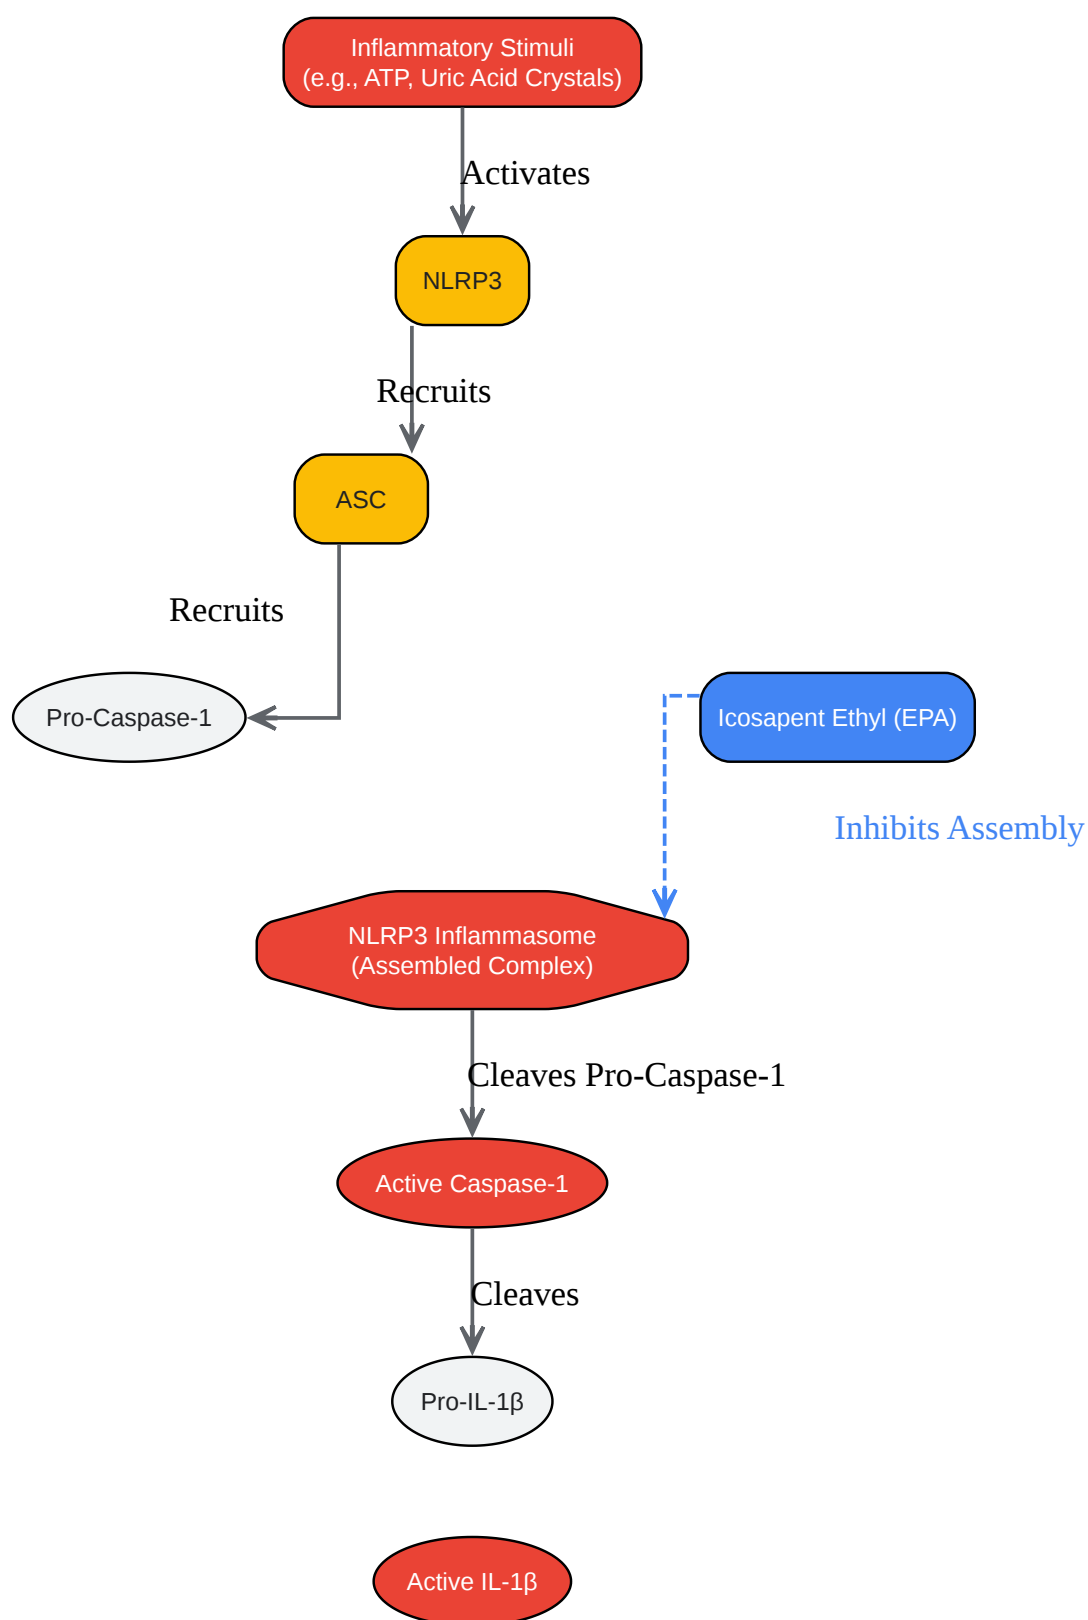 Inflammatory Stimuli
(e.g., ATP, Uric Acid Crystals)
Activates
NLRP3
Recruits
ASC
Recruits
Pro-Caspase-1
Icosapent Ethyl (EPA)
Inhibits Assembly
NLRP3 Inflammasome
(Assembled Complex)
Cleaves Pro-Caspase-1
Active Caspase-1
Cleaves
Pro-IL-1β
Active IL-1β